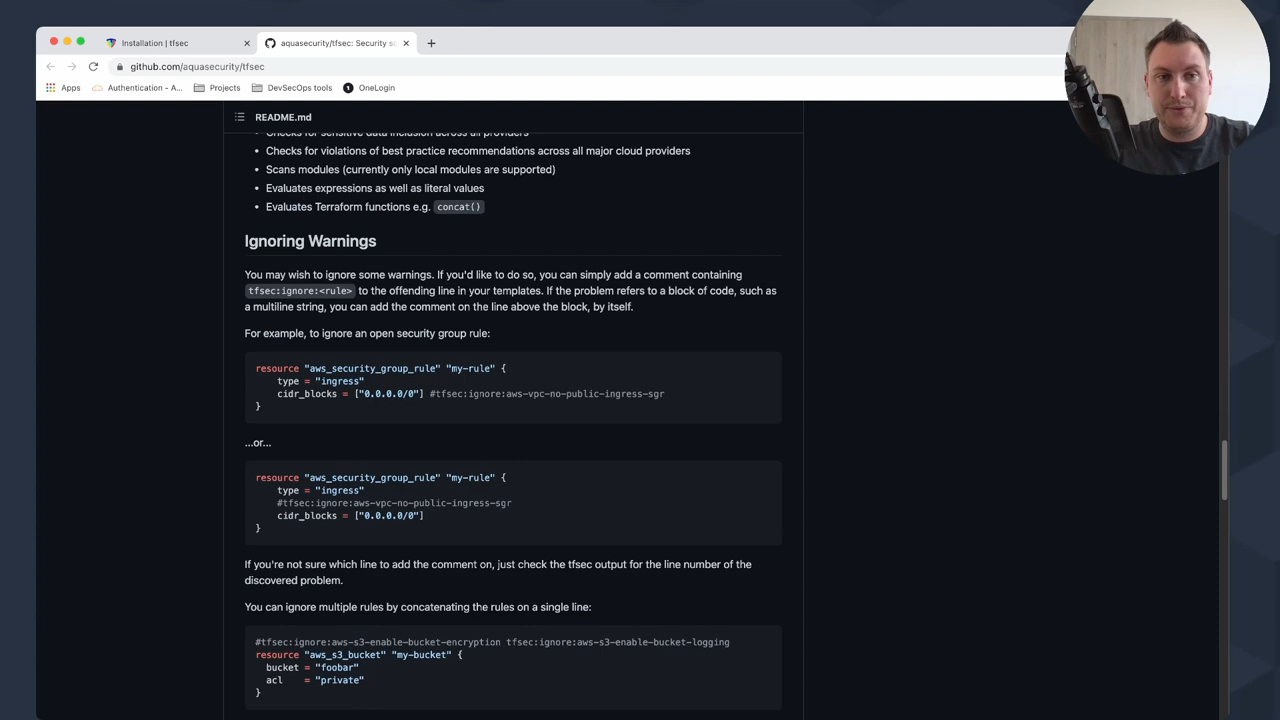 Installation | tfsec
aquasecurity/tfsec: Security sc
github.com/aquasecurity/tfsec
Apps
Authentication - A...
Projects
DevSecOps tools
OneLogin
README.md
Checks for sensitive data inclusion across all providers
• Checks for violations of best practice recommendations across all major cloud providers
• Scans modules (currently only local modules are supported)
• Evaluates expressions as well as literal values
• Evaluates Terraform functions e.g. concat()
Ignoring Warnings
You may wish to ignore some warnings. If you'd like to do so, you can simply add a comment containing
tfsec:ignore:<rule> to the offending line in your templates. If the problem refers to a block of code, such as
a multiline string, you can add the comment on the line above the block, by itself.
For example, to ignore an open security group rule:
resource "aws_security_group_rule" "my-rule" {
type = "ingress"
cidr_blocks = ["0.0.0.0/0"] #tfsec:ignore:aws-vpc-no-public-ingress-sgr
}
...or...
resource "aws_security_group_rule" "my-rule" {
type = "ingress"
#tfsec:ignore:aws-vpc-no-public-ingress-sgr
cidr_blocks = ["0.0.0.0/0"]
}
If you're not sure which line to add the comment on, just check the tfsec output for the line number of the
discovered problem.
You can ignore multiple rules by concatenating the rules on a single line:
#tfsec:ignore:aws-s3-enable-bucket-encryption tfsec:ignore:aws-s3-enable-bucket-logging
resource "aws_s3_bucket" "my-bucket" {
bucket = "foobar"
acl = "private"
}